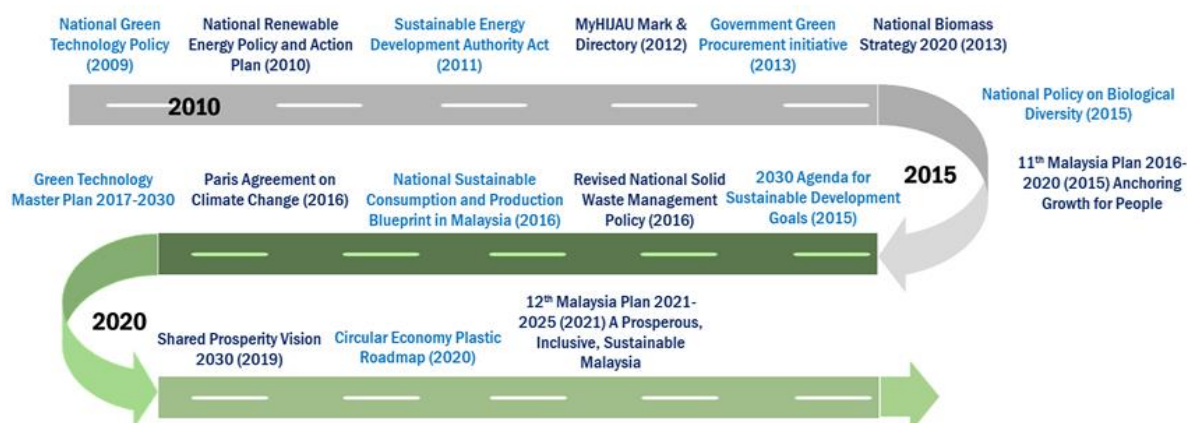 National Green
Technology Policy
(2009)
National Renewable
Energy Policy and Action
Plan (2010)
Sustainable Energy
Development Authority Act
(2011)
MyHIJAU Mark &
Directory (2012)
Government Green
Procurement initiative
(2013)
National Biomass
Strategy 2020 (2013)
2010
National Policy on Biological
Diversity (2015)
2015
11th Malaysia Plan 2016-
2020 (2015) Anchoring
Growth for People
2030 Agenda for
Sustainable Development
Goals (2015)
Revised National Solid
Waste Management
Policy (2016)
National Sustainable
Consumption and Production
Blueprint in Malaysia (2016)
Paris Agreement on
Climate Change (2016)
Green Technology
Master Plan 2017-2030
2020
Shared Prosperity Vision
2030 (2019)
Circular Economy Plastic
Roadmap (2020)
12th Malaysia Plan 2021-
2025 (2021) A Prosperous,
Inclusive, Sustainable
Malaysia